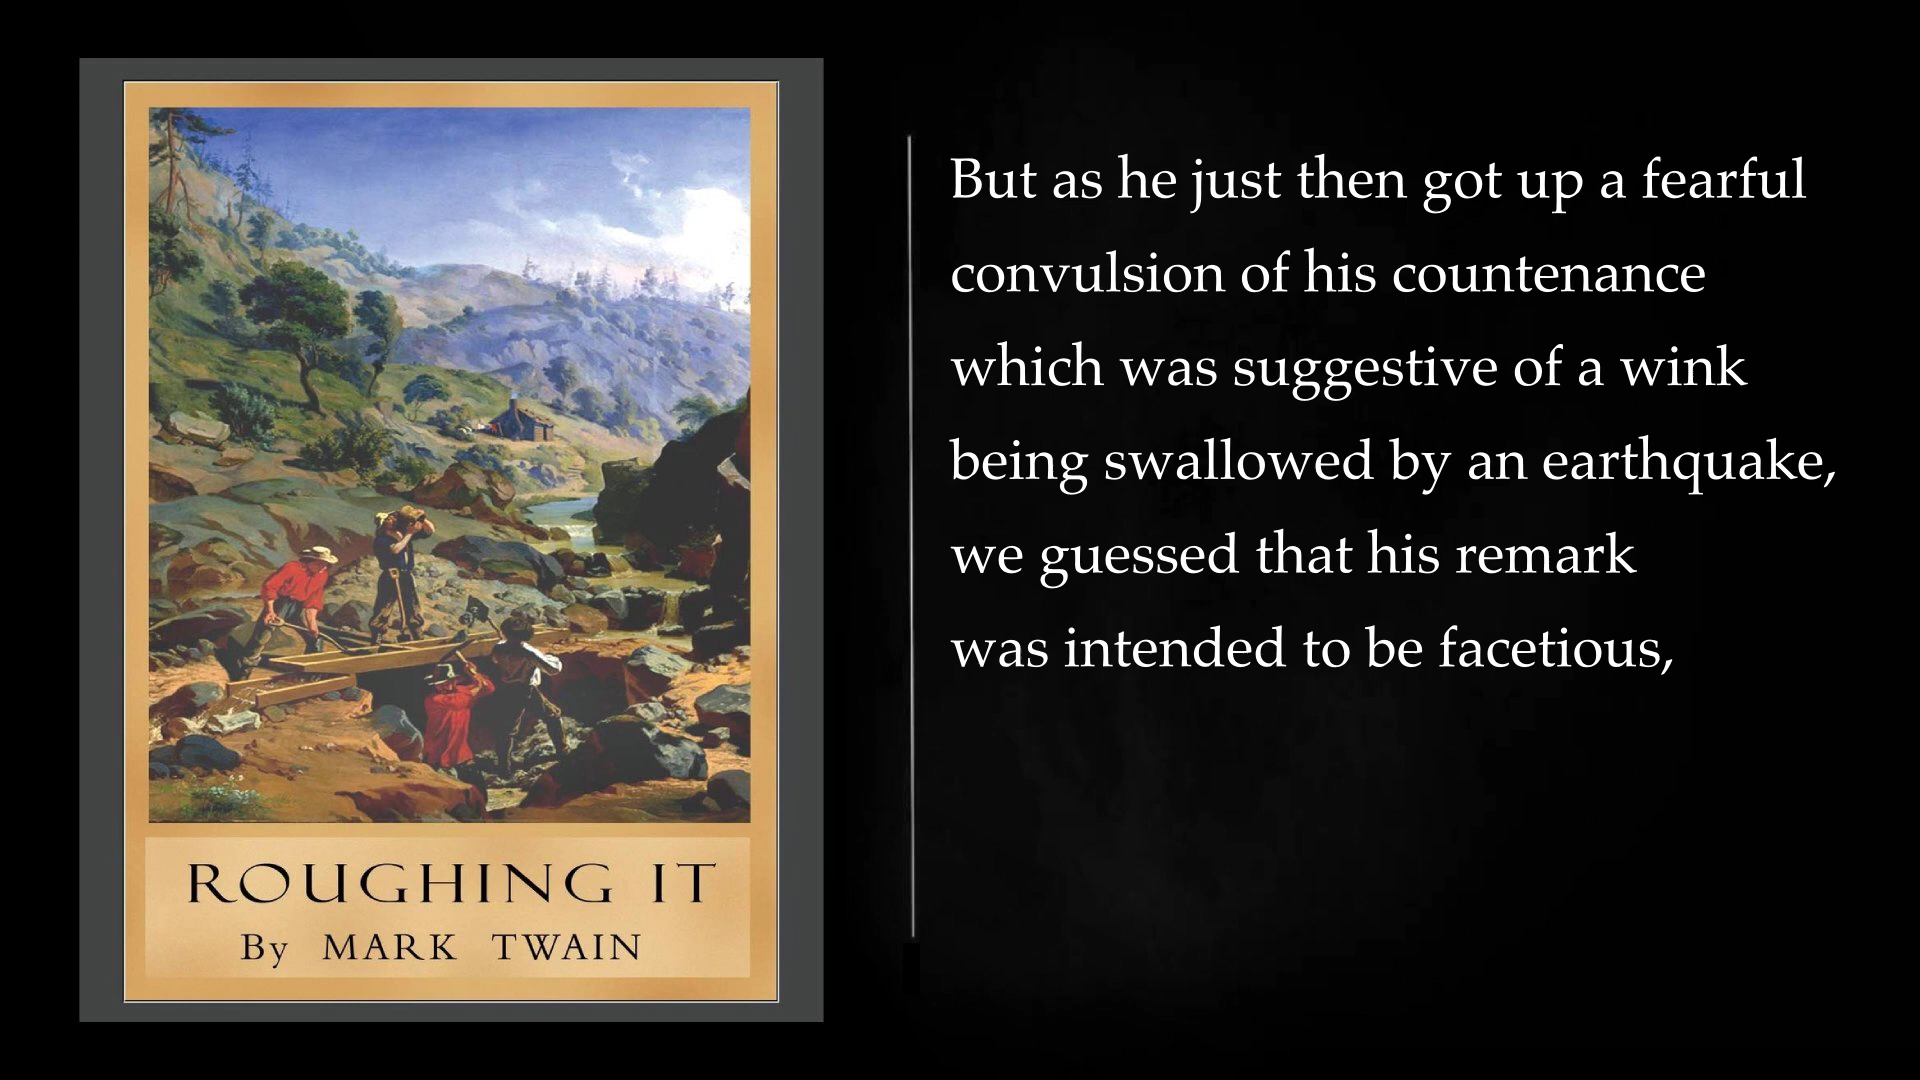 ROUGHING IT
By MARK TWAIN
But as he just then got up a fearful
convulsion of his countenance
which was suggestive of a wink
being swallowed by an earthquake,
we guessed that his remark
was intended to be facetious,